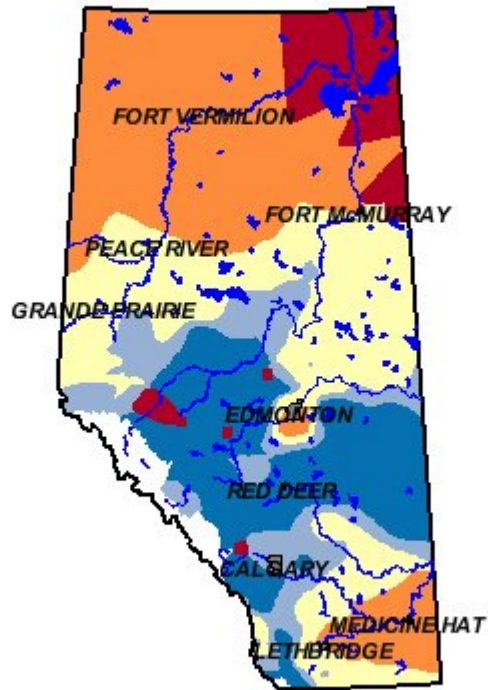 FORT VERMILION
FORT McMURRAY
PEACE RIVER
GRANDE PRAIRIE
EDMONTON
RED DEER
CALGARY
MEDICINE HAT
LETHBRIDGE